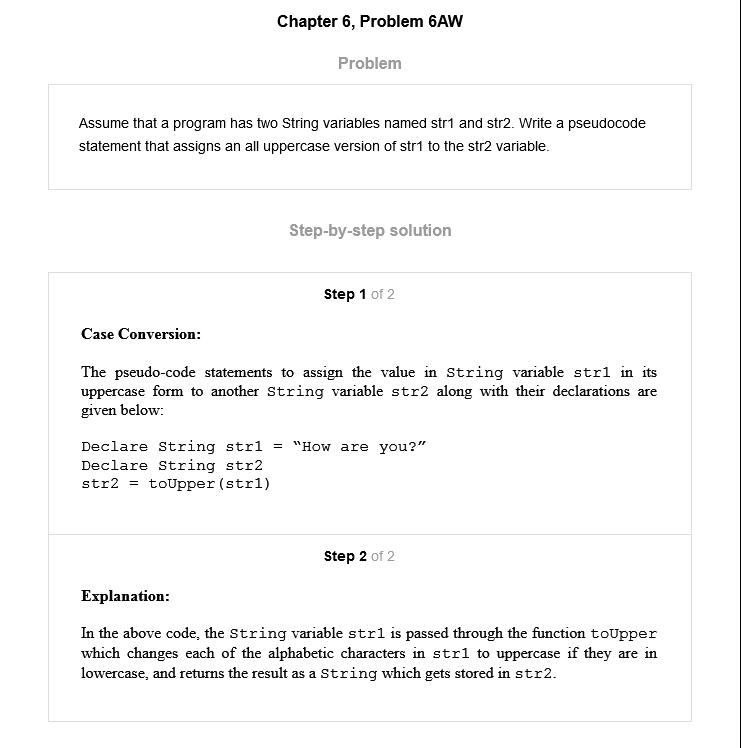 Chapter 6, Problem 6AW
Problem
Assume that a program has two String variables named str1 and str2. Write a pseudocode
statement that assigns an all uppercase version of str1 to the str2 variable.
Step-by-step solution
Step 1 of 2
Case Conversion:
The pseudo-code statements to assign the value in String variable str1 in its
uppercase form to another String variable str2 along with their declarations are
given below:
Declare String str1 = “How are you?”
Declare String str2
str2 = toUpper(str1)
Step 2 of 2
Explanation:
In the above code, the String variable str1 is passed through the function toUpper
which changes each of the alphabetic characters in str1 to uppercase if they are in
lowercase, and returns the result as a String which gets stored in str2.